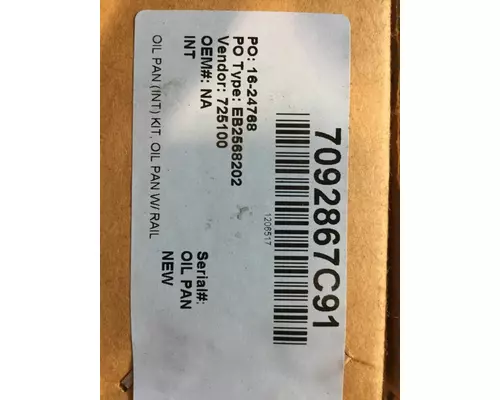 7092867C91
1206517
PO: 16-24768
PO Type: EB2568202
Vendor: 725100
OEM#: NA
INT
Serial#:
OIL PAN
NEW
OIL PAN (INT) KIT, OIL PAN W/ RAIL